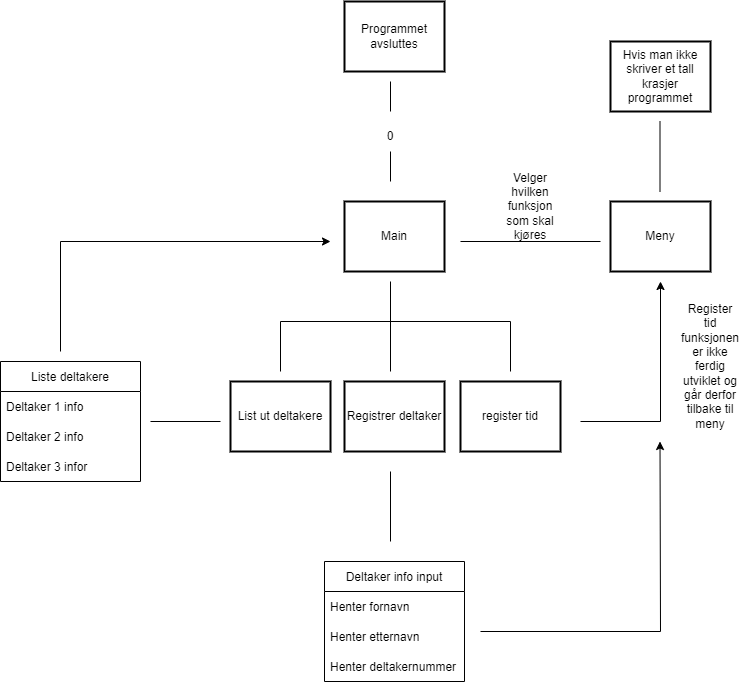 Programmet
avsluttes
Hvis man ikke
skriver et tall
krasjer
programmet
0
Velger
hvilken
funksjon
som skal
kjøres
Main
Meny
Register
tid
funksjonen
er ikke
ferdig
utviklet og
går derfor
tilbake til
meny
Liste deltakere
Deltaker 1 info
Deltaker 2 info
Deltaker 3 infor
List ut deltakere
Registrer deltaker
register tid
Deltaker info input
Henter fornavn
Henter etternavn
Henter deltakernummer